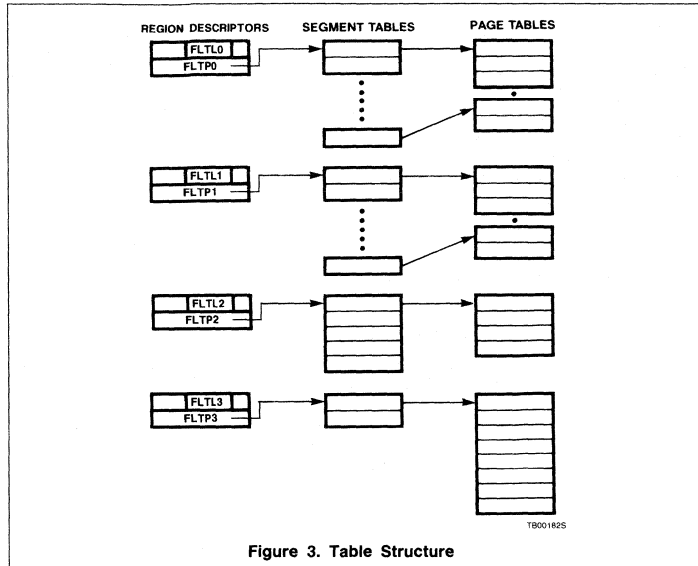 REGION DESCRIPTORS SEGMENT TABLES PAGE TABLES
FLTL0
FLTP0
FLTL1
FLTP1
FLTL2
FLTP2
FLTL3
FLTP3
TB00182S
Figure 3. Table Structure